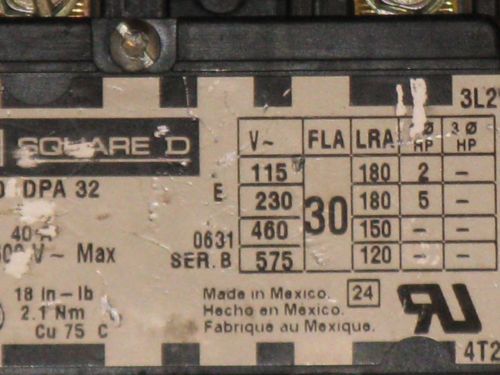 3L2
SQUARE D
V~ FLA LRA Ø HP 3 Ø HP
DPA 32
E
115 30 180 2 -
230 180 5 -
460 150 - -
575 120 - -
40 A
V~ Max
0631
SER. B
18 in-lb
2.1 Nm
Cu 75 C
Made in Mexico. 24
Hecho en Mexico.
Fabrique au Mexique.
4T2